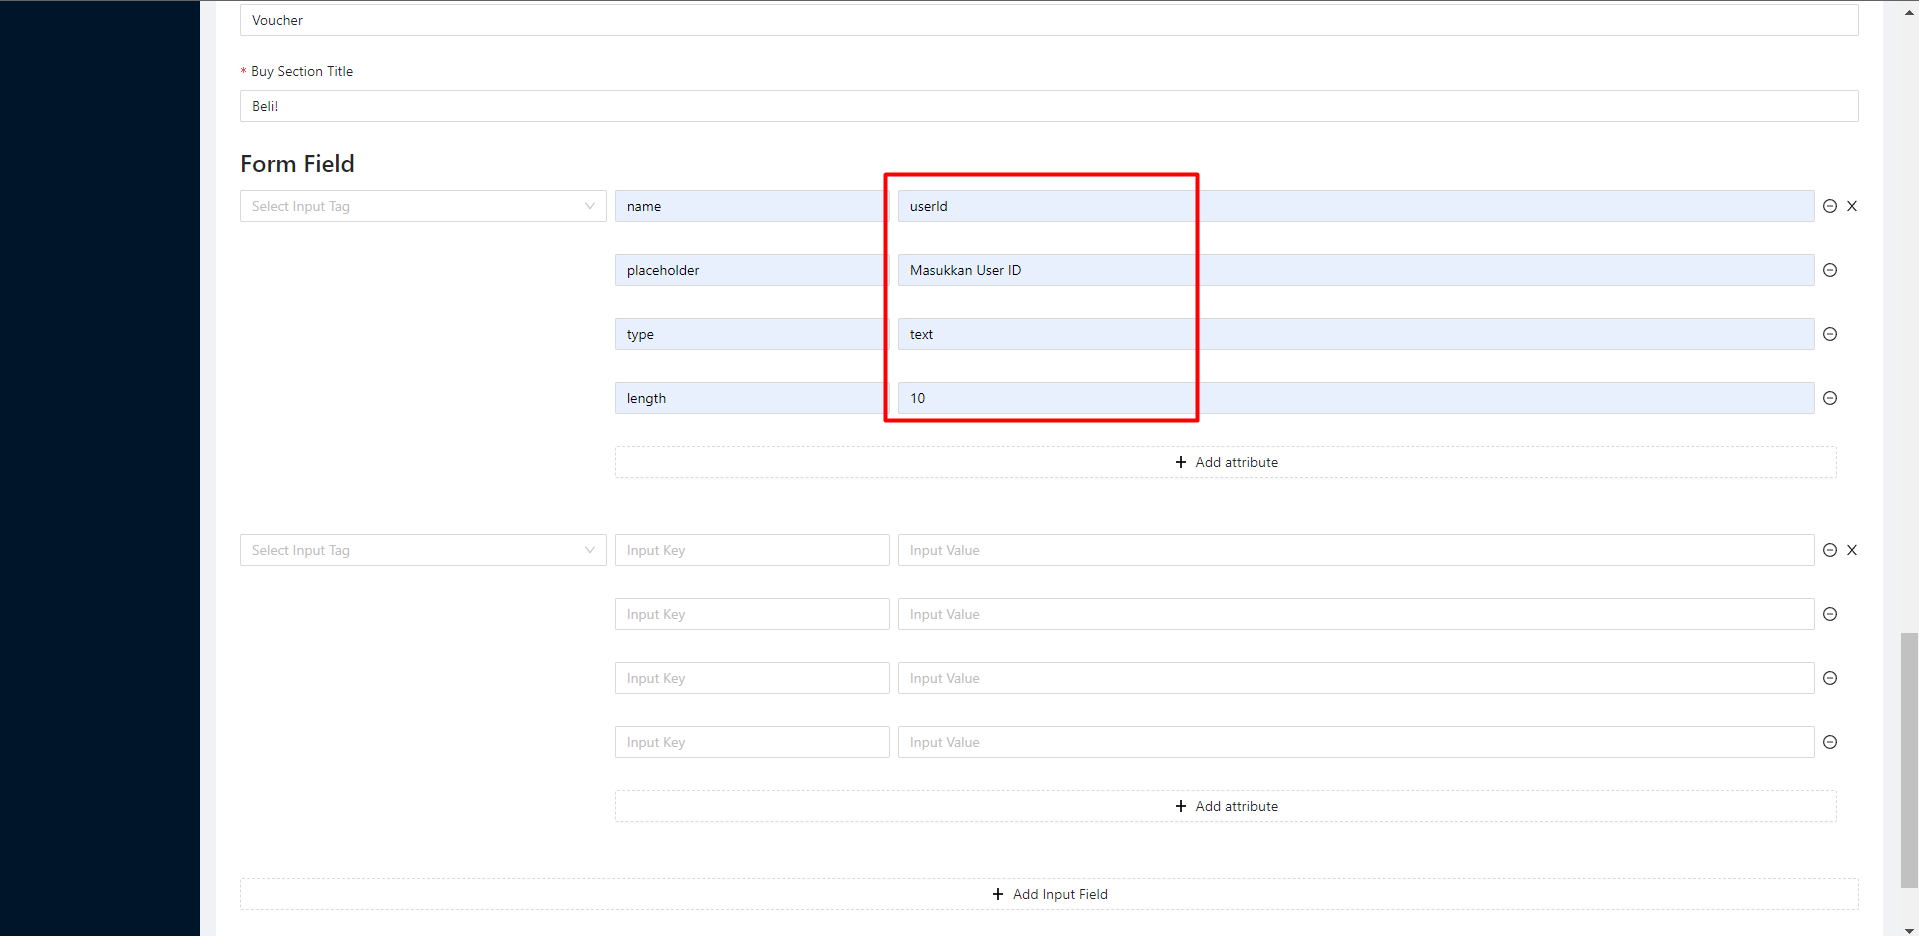 Voucher
* Buy Section Title
Beli!
Form Field
Select Input Tag name userId X
placeholder Masukkan User ID
type text
length 10
+ Add attribute
Select Input Tag Input Key Input Value X
Input Key Input Value
Input Key Input Value
Input Key Input Value
+ Add attribute
+ Add Input Field